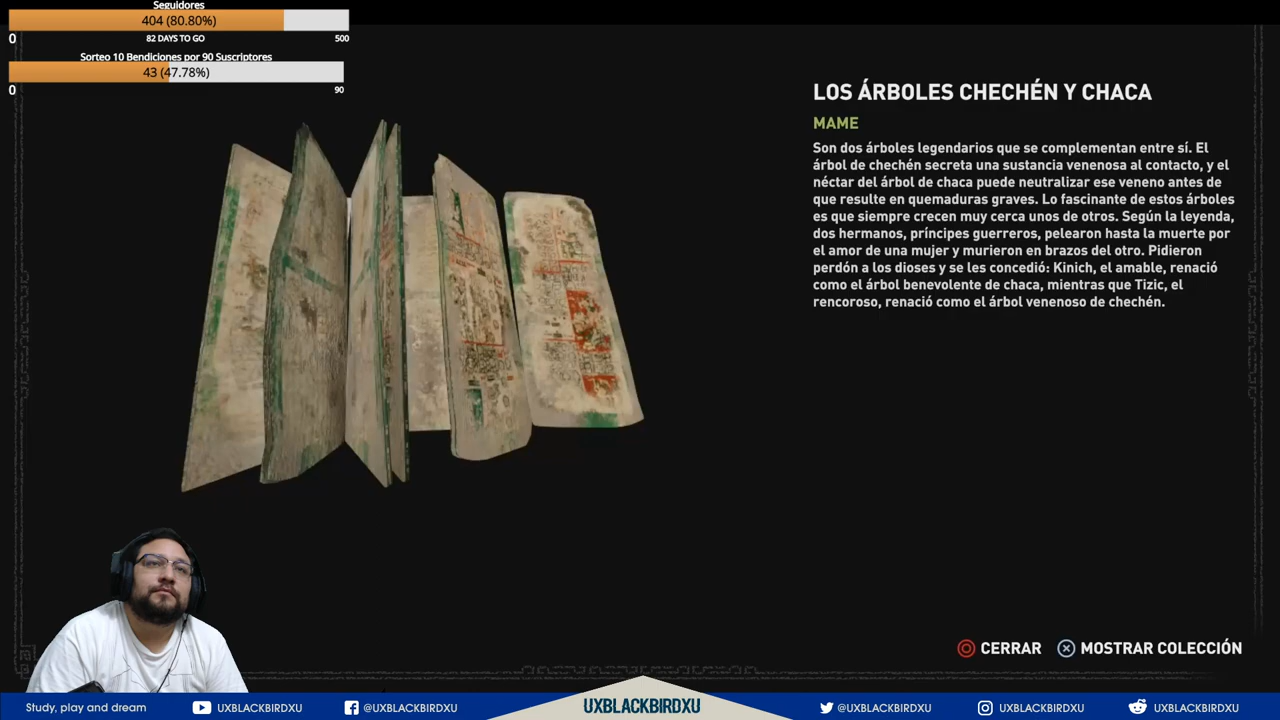 Seguidores
404 (80.80%)
0 82 DAYS TO GO 500
Sorteo 10 Bendiciones por 90 Suscriptores
43 (47.78%)
0 90
LOS ÁRBOLES CHECHÉN Y CHACA
MAME
Son dos árboles legendarios que se complementan entre sí. El
árbol de chechén secreta una sustancia venenosa al contacto, y el
néctar del árbol de chaca puede neutralizar ese veneno antes de
que resulte en quemaduras graves. Lo fascinante de estos árboles
es que siempre crecen muy cerca unos de otros. Según la leyenda,
dos hermanos, príncipes guerreros, pelearon hasta la muerte por
el amor de una mujer y murieron en brazos del otro. Pidieron
perdón a los dioses y se les concedió: Kinich, el amable, renació
como el árbol benevolente de chaca, mientras que Tizic, el
rencoroso, renació como el árbol venenoso de chechén.
CERRAR MOSTRAR COLECCIÓN
Study, play and dream UXBLACKBIRDXU @UXBLACKBIRDXU UXBLACKBIRDXU @UXBLACKBIRDXU UXBLACKBIRDXU UXBLACKBIRDXU